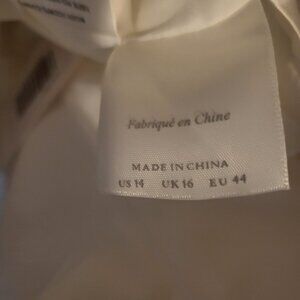 Fabriqué en Chine
MADE IN CHINA
US 14 UK 16 EU 44